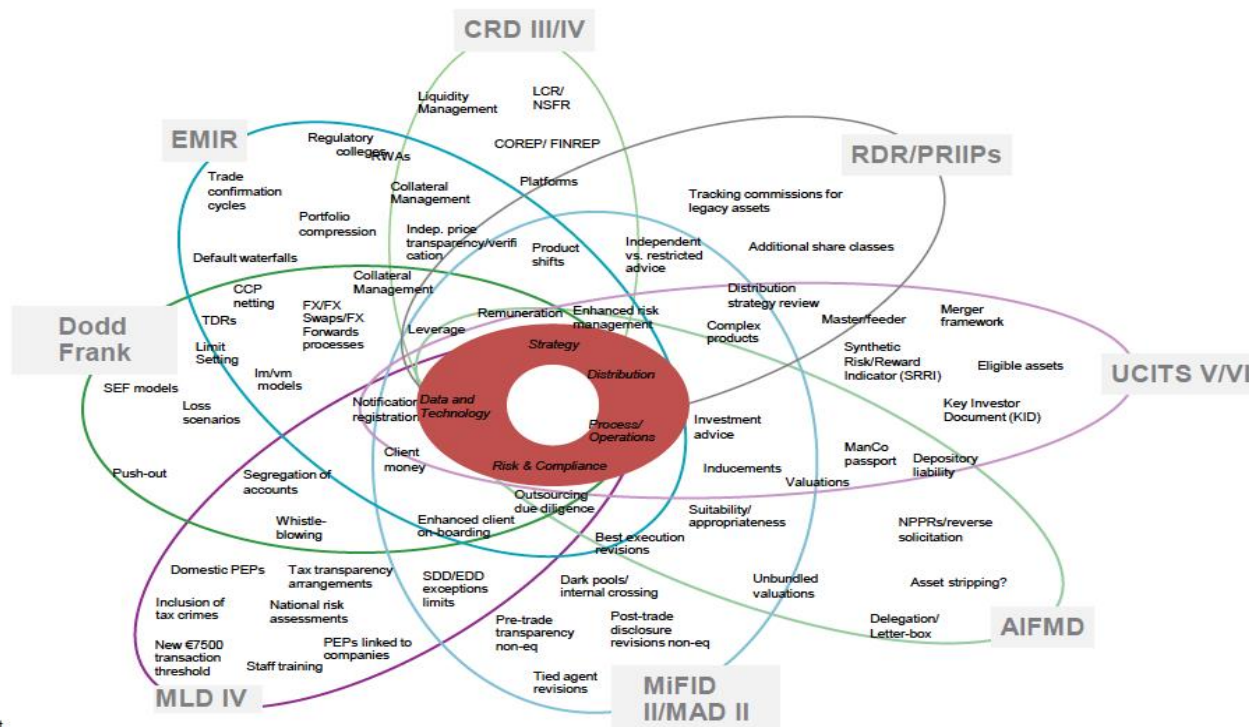 CRD III/IV
Liquidity
Management
LCR/
NSFR
EMIR
Regulatory
colleges
RWAs
COREP/ FINREP
RDR/PRIIPs
Trade
confirmation
cycles
Collateral
Management
Platforms
Tracking commissions for
legacy assets
Portfolio
compression
Indep. price
transparency/verifi
cation
Product
shifts
Independent
vs. restricted
advice
Additional share classes
Default waterfalls
Collateral
Management
CCP
netting
Distribution
strategy review
TDRs
FX/FX
Swaps/FX
Forwards
processes
Leverage
Remuneration
Enhanced risk
management
Complex
products
Master/feeder
Merger
framework
Dodd
Frank
Limit
Setting
Strategy
Synthetic
Risk/Reward
Indicator (SRRI)
Eligible assets
UCITS V/VI
Im/vm
models
Distribution
SEF models
Loss
scenarios
Notification
registration
Data and
Technology
Process/
Operations
Investment
advice
Key Investor
Document (KID)
Client
money
Risk & Compliance
ManCo
passport
Depository
liability
Push-out
Segregation of
accounts
Inducements
Valuations
Outsourcing
due diligence
Suitability/
appropriateness
Whistle-
blowing
Enhanced client
on-boarding
Best execution
revisions
NPPRs/reverse
solicitation
Domestic PEPs
Tax transparency
arrangements
SDD/EDD
exceptions
limits
Dark pools/
internal crossing
Unbundled
valuations
Asset stripping?
Inclusion of
tax crimes
National risk
assessments
Pre-trade
transparency
non-eq
Post-trade
disclosure
revisions non-eq
Delegation/
Letter-box
AIFMD
New €7500
transaction
threshold
Staff training
PEPs linked to
companies
Tied agent
revisions
MLD IV
MiFID
II/MAD II